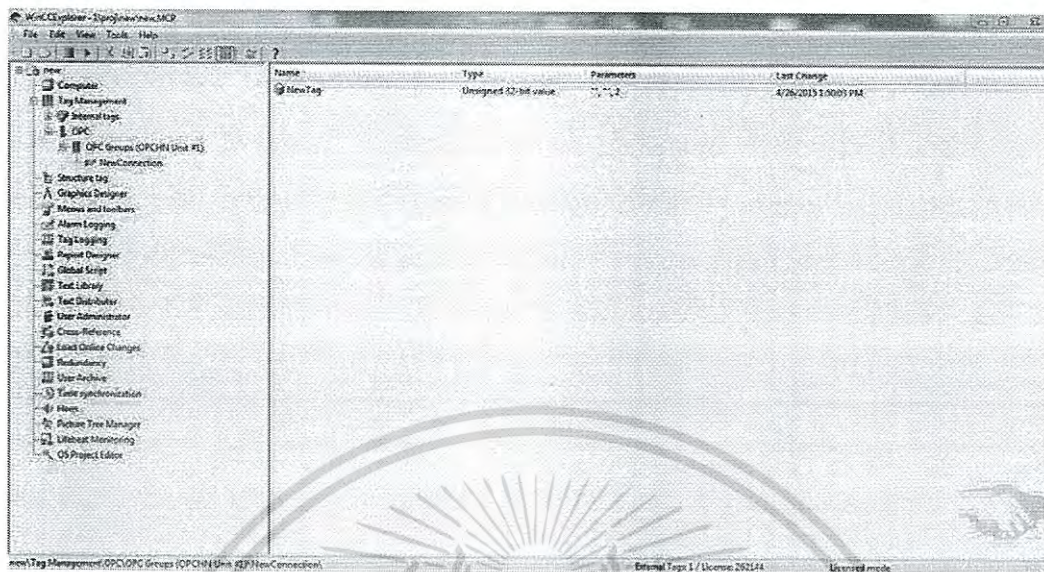 WinCCExplorer - \proj\new\new.MCP
File Edit View Tools Help
new
Computer
Tag Management
Internal tags
OPC
OPC Groups (OPCHN Unit #1)
NewConnection
Structure tag
Graphics Designer
Menus and toolbars
Alarm Logging
Tag Logging
Report Designer
Global Script
Text Library
Text Distributor
User Administrator
Cross-Reference
Load Online Changes
Redundancy
User Archive
Time synchronization
Horn
Picture Tree Manager
Lifebeat Monitoring
OS Project Editor
Name Type Parameters Last Change
NewTag Unsigned 32-bit value "", "", 2, 4/26/2015 1:50:03 PM
new\Tag Management\OPC\OPC Groups (OPCHN Unit #1)\NewConnection\ External Tags: 1 / License: 262144 Licensed mode